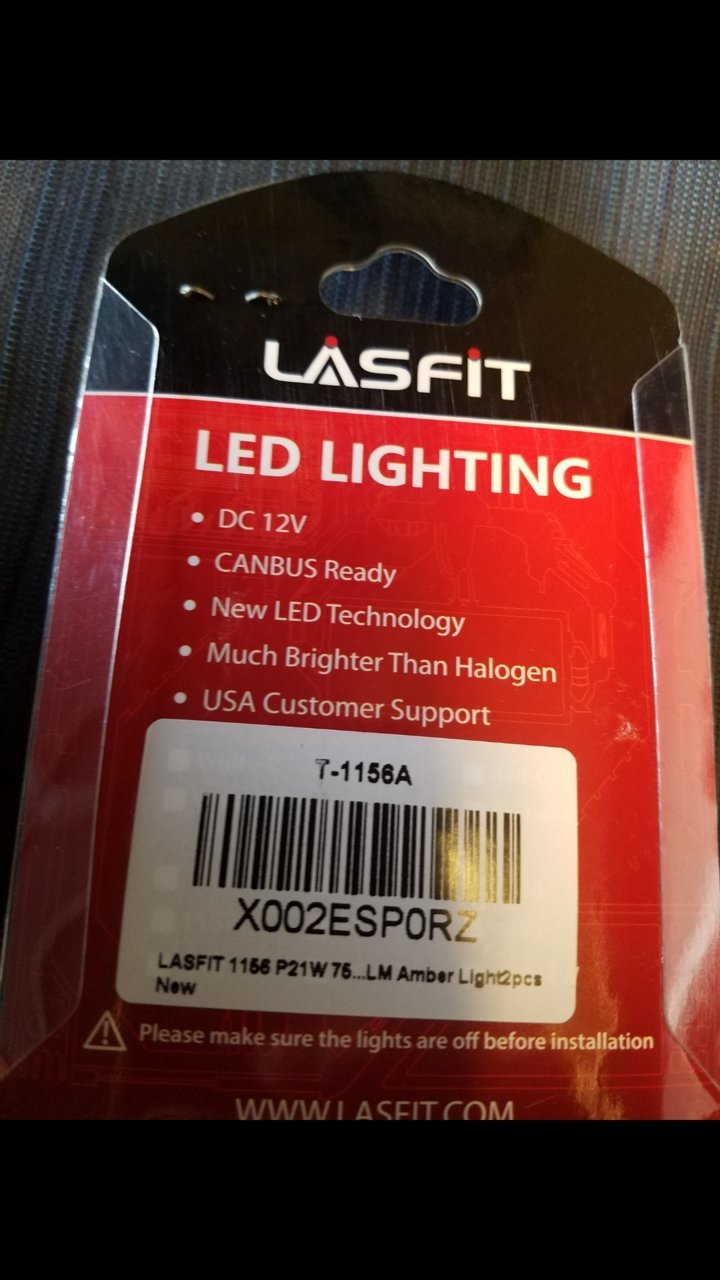 LASFIT
LED LIGHTING
• DC 12V
• CANBUS Ready
• New LED Technology
• Much Brighter Than Halogen
• USA Customer Support
T-1156A
X002ESP0RZ
LASFIT 1156 P21W 75...LM Amber Light2pcs
New
Please make sure the lights are off before installation
WWW.LASFIT.COM